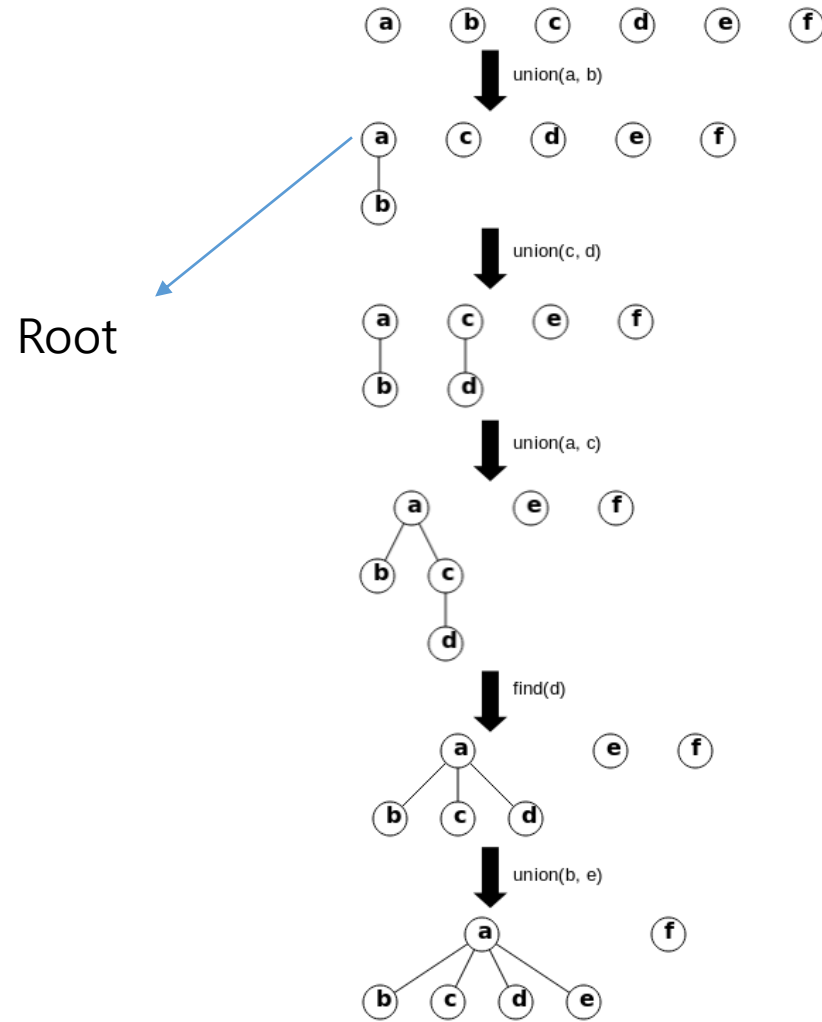 a b c d e f
union(a, b)
a c d e f
b
union(c, d)
Root
a c e f
b d
union(a, c)
a e f
b c
d
find(d)
a e f
b c d
union(b, e)
a f
b c d e